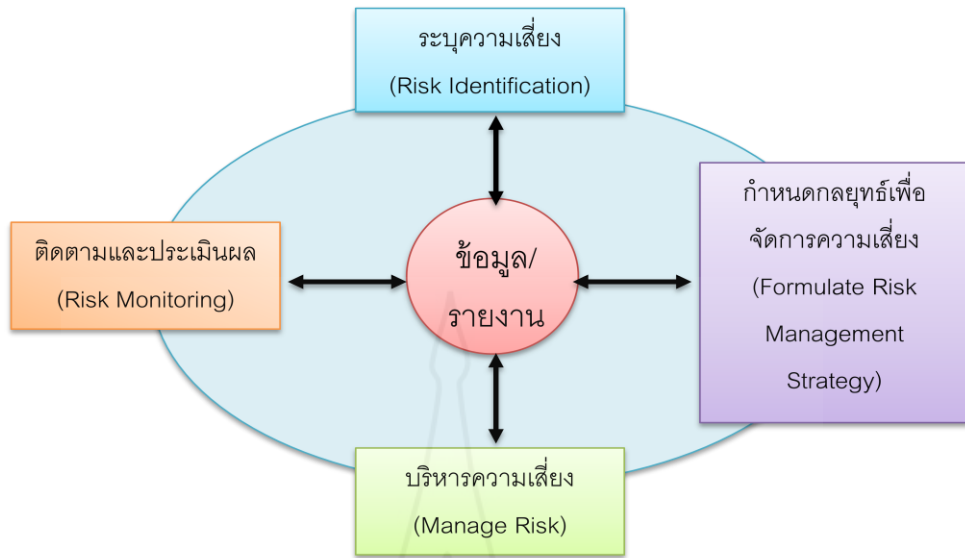 ระบุความเสี่ยง
(Risk Identification)
กำหนดกลยุทธ์เพื่อ
จัดการความเสี่ยง
(Formulate Risk
Management
Strategy)
ติดตามและประเมินผล
(Risk Monitoring)
ข้อมูล/
รายงาน
บริหารความเสี่ยง
(Manage Risk)